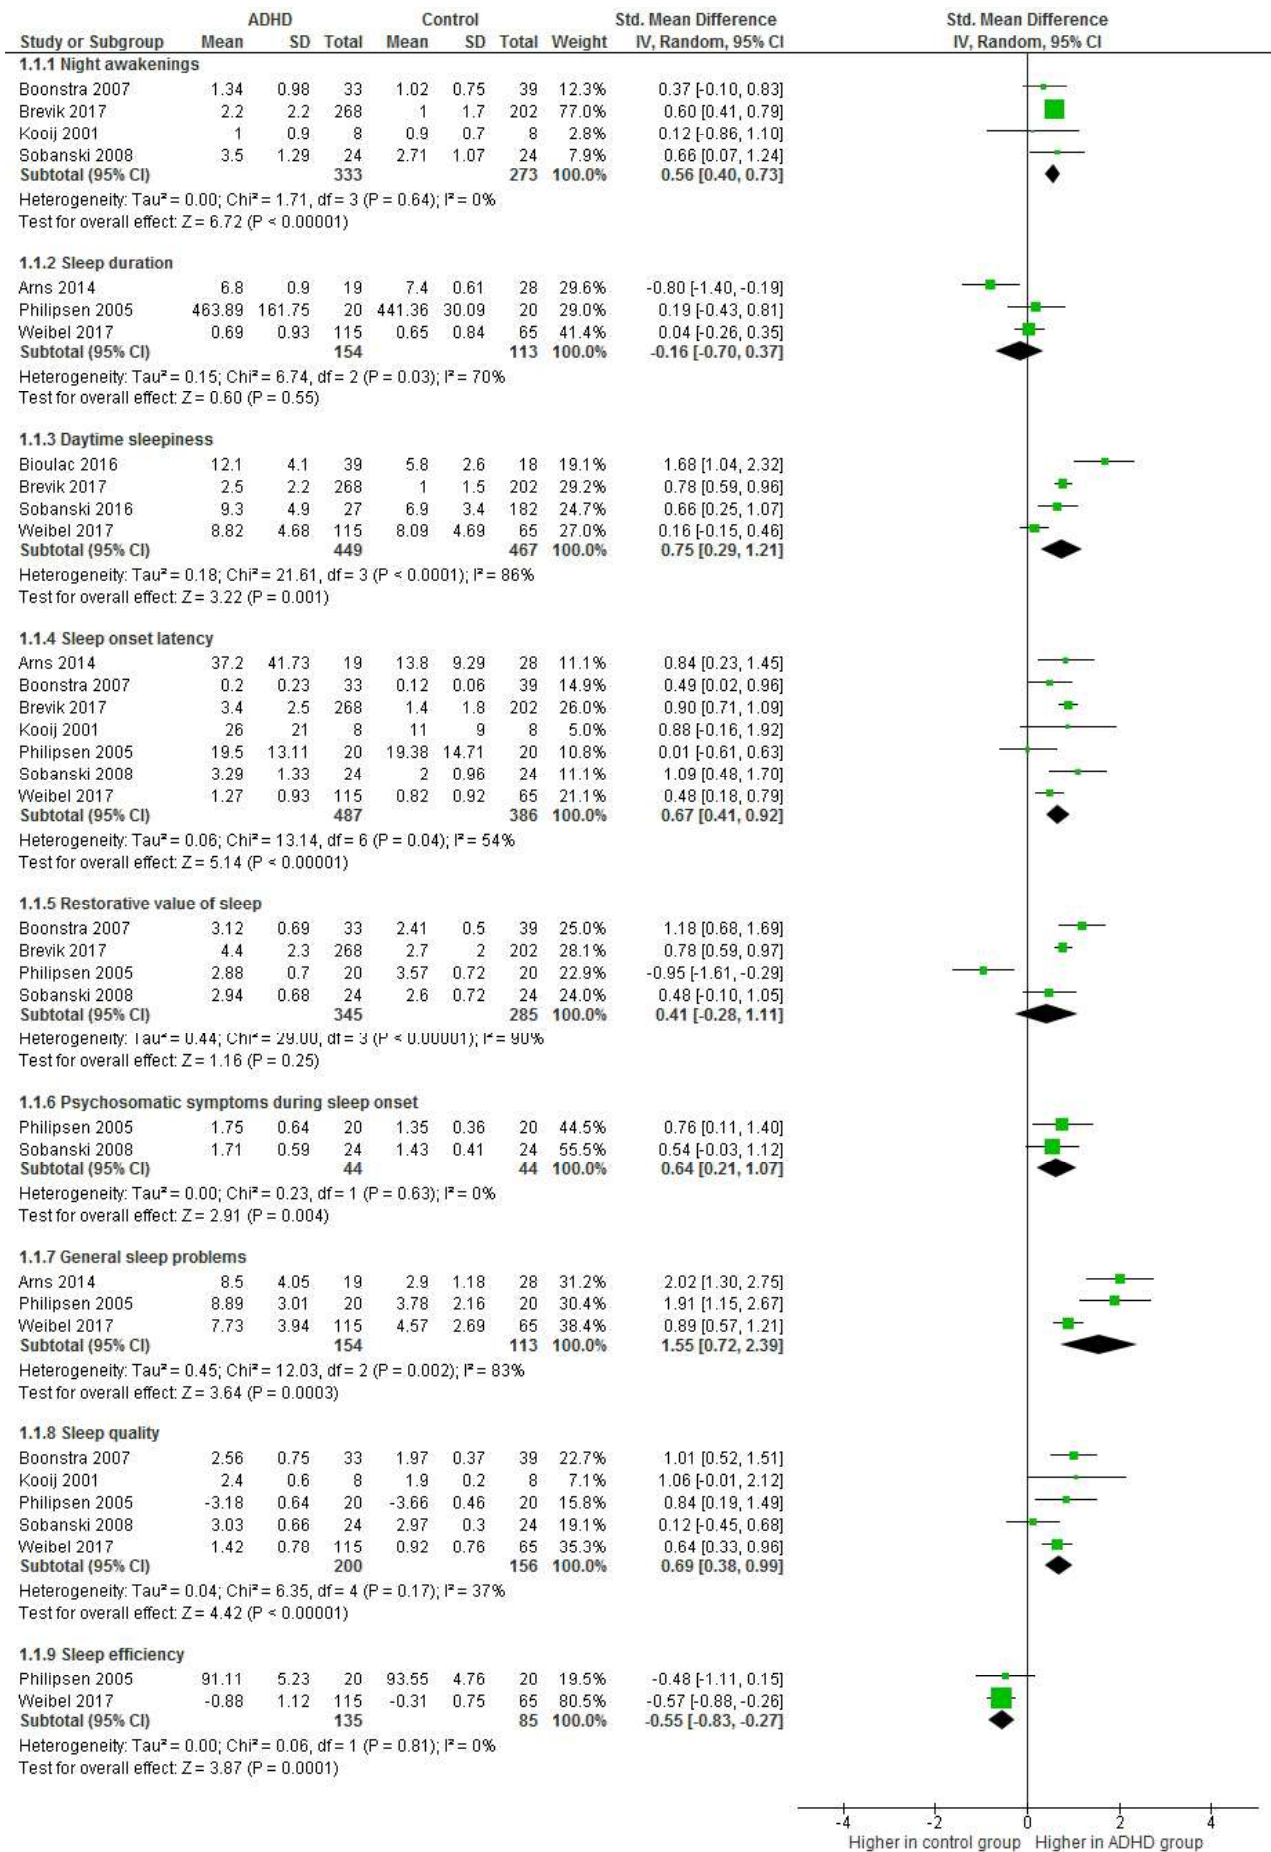 ADHD Control Std. Mean Difference Std. Mean Difference
Study or Subgroup Mean SD Total Mean SD Total Weight IV, Random, 95% CI IV, Random, 95% CI
1.1.1 Night awakenings
Boonstra 2007 1.34 0.98 33 1.02 0.75 39 12.3% 0.37 [-0.10, 0.83]
Brevik 2017 2.2 2.2 268 1 1.7 202 77.0% 0.60 [0.41, 0.79]
Kooij 2001 1 0.9 8 0.9 0.7 8 2.8% 0.12 [-0.86, 1.10]
Sobanski 2008 3.5 1.29 24 2.71 1.07 24 7.9% 0.66 [0.07, 1.24]
Subtotal (95% CI) 333 273 100.0% 0.56 [0.40, 0.73]
Heterogeneity: Tau² = 0.00; Chi² = 1.71, df = 3 (P = 0.64); I² = 0%
Test for overall effect: Z = 6.72 (P < 0.00001)
1.1.2 Sleep duration
Arns 2014 6.8 0.9 19 7.4 0.61 28 29.6% -0.80 [-1.40, -0.19]
Philipsen 2005 463.89 161.75 20 441.36 30.09 20 29.0% 0.19 [-0.43, 0.81]
Weibel 2017 0.69 0.93 115 0.65 0.84 65 41.4% 0.04 [-0.26, 0.35]
Subtotal (95% CI) 154 113 100.0% -0.16 [-0.70, 0.37]
Heterogeneity: Tau² = 0.15; Chi² = 6.74, df = 2 (P = 0.03); I² = 70%
Test for overall effect: Z = 0.60 (P = 0.55)
1.1.3 Daytime sleepiness
Bioulac 2016 12.1 4.1 39 5.8 2.6 18 19.1% 1.68 [1.04, 2.32]
Brevik 2017 2.5 2.2 268 1 1.5 202 29.2% 0.78 [0.59, 0.96]
Sobanski 2016 9.3 4.9 27 6.9 3.4 182 24.7% 0.66 [0.25, 1.07]
Weibel 2017 8.82 4.68 115 8.09 4.69 65 27.0% 0.16 [-0.15, 0.46]
Subtotal (95% CI) 449 467 100.0% 0.75 [0.29, 1.21]
Heterogeneity: Tau² = 0.18; Chi² = 21.61, df = 3 (P < 0.0001); I² = 86%
Test for overall effect: Z = 3.22 (P = 0.001)
1.1.4 Sleep onset latency
Arns 2014 37.2 41.73 19 13.8 9.29 28 11.1% 0.84 [0.23, 1.45]
Boonstra 2007 0.2 0.23 33 0.12 0.06 39 14.9% 0.49 [0.02, 0.96]
Brevik 2017 3.4 2.5 268 1.4 1.8 202 26.0% 0.90 [0.71, 1.09]
Kooij 2001 26 21 8 11 9 8 5.0% 0.88 [-0.16, 1.92]
Philipsen 2005 19.5 13.11 20 19.38 14.71 20 10.8% 0.01 [-0.61, 0.63]
Sobanski 2008 3.29 1.33 24 2 0.96 24 11.1% 1.09 [0.48, 1.70]
Weibel 2017 1.27 0.93 115 0.82 0.92 65 21.1% 0.48 [0.18, 0.79]
Subtotal (95% CI) 487 386 100.0% 0.67 [0.41, 0.92]
Heterogeneity: Tau² = 0.06; Chi² = 13.14, df = 6 (P = 0.04); I² = 54%
Test for overall effect: Z = 5.14 (P < 0.00001)
1.1.5 Restorative value of sleep
Boonstra 2007 3.12 0.69 33 2.41 0.5 39 25.0% 1.18 [0.68, 1.69]
Brevik 2017 4.4 2.3 268 2.7 2 202 28.1% 0.78 [0.59, 0.97]
Philipsen 2005 2.88 0.7 20 3.57 0.72 20 22.9% -0.95 [-1.61, -0.29]
Sobanski 2008 2.94 0.68 24 2.6 0.72 24 24.0% 0.48 [-0.10, 1.05]
Subtotal (95% CI) 345 285 100.0% 0.41 [-0.28, 1.11]
Heterogeneity: Tau² = 0.44; Chi² = 29.00, df = 3 (P < 0.00001); I² = 90%
Test for overall effect: Z = 1.16 (P = 0.25)
1.1.6 Psychosomatic symptoms during sleep onset
Philipsen 2005 1.75 0.64 20 1.35 0.36 20 44.5% 0.76 [0.11, 1.40]
Sobanski 2008 1.71 0.59 24 1.43 0.41 24 55.5% 0.54 [-0.03, 1.12]
Subtotal (95% CI) 44 44 100.0% 0.64 [0.21, 1.07]
Heterogeneity: Tau² = 0.00; Chi² = 0.23, df = 1 (P = 0.63); I² = 0%
Test for overall effect: Z = 2.91 (P = 0.004)
1.1.7 General sleep problems
Arns 2014 8.5 4.05 19 2.9 1.18 28 31.2% 2.02 [1.30, 2.75]
Philipsen 2005 8.89 3.01 20 3.78 2.16 20 30.4% 1.91 [1.15, 2.67]
Weibel 2017 7.73 3.94 115 4.57 2.69 65 38.4% 0.89 [0.57, 1.21]
Subtotal (95% CI) 154 113 100.0% 1.55 [0.72, 2.39]
Heterogeneity: Tau² = 0.45; Chi² = 12.03, df = 2 (P = 0.002); I² = 83%
Test for overall effect: Z = 3.64 (P = 0.0003)
1.1.8 Sleep quality
Boonstra 2007 2.56 0.75 33 1.97 0.37 39 22.7% 1.01 [0.52, 1.51]
Kooij 2001 2.4 0.6 8 1.9 0.2 8 7.1% 1.06 [-0.01, 2.12]
Philipsen 2005 -3.18 0.64 20 -3.66 0.46 20 15.8% 0.84 [0.19, 1.49]
Sobanski 2008 3.03 0.66 24 2.97 0.3 24 19.1% 0.12 [-0.45, 0.68]
Weibel 2017 1.42 0.78 115 0.92 0.76 65 35.3% 0.64 [0.33, 0.96]
Subtotal (95% CI) 200 156 100.0% 0.69 [0.38, 0.99]
Heterogeneity: Tau² = 0.04; Chi² = 6.35, df = 4 (P = 0.17); I² = 37%
Test for overall effect: Z = 4.42 (P < 0.00001)
1.1.9 Sleep efficiency
Philipsen 2005 91.11 5.23 20 93.55 4.76 20 19.5% -0.48 [-1.11, 0.15]
Weibel 2017 -0.88 1.12 115 -0.31 0.75 65 80.5% -0.57 [-0.88, -0.26]
Subtotal (95% CI) 135 85 100.0% -0.55 [-0.83, -0.27]
Heterogeneity: Tau² = 0.00; Chi² = 0.06, df = 1 (P = 0.81); I² = 0%
Test for overall effect: Z = 3.87 (P = 0.0001)
-4 -2 0 2 4
Higher in control group Higher in ADHD group